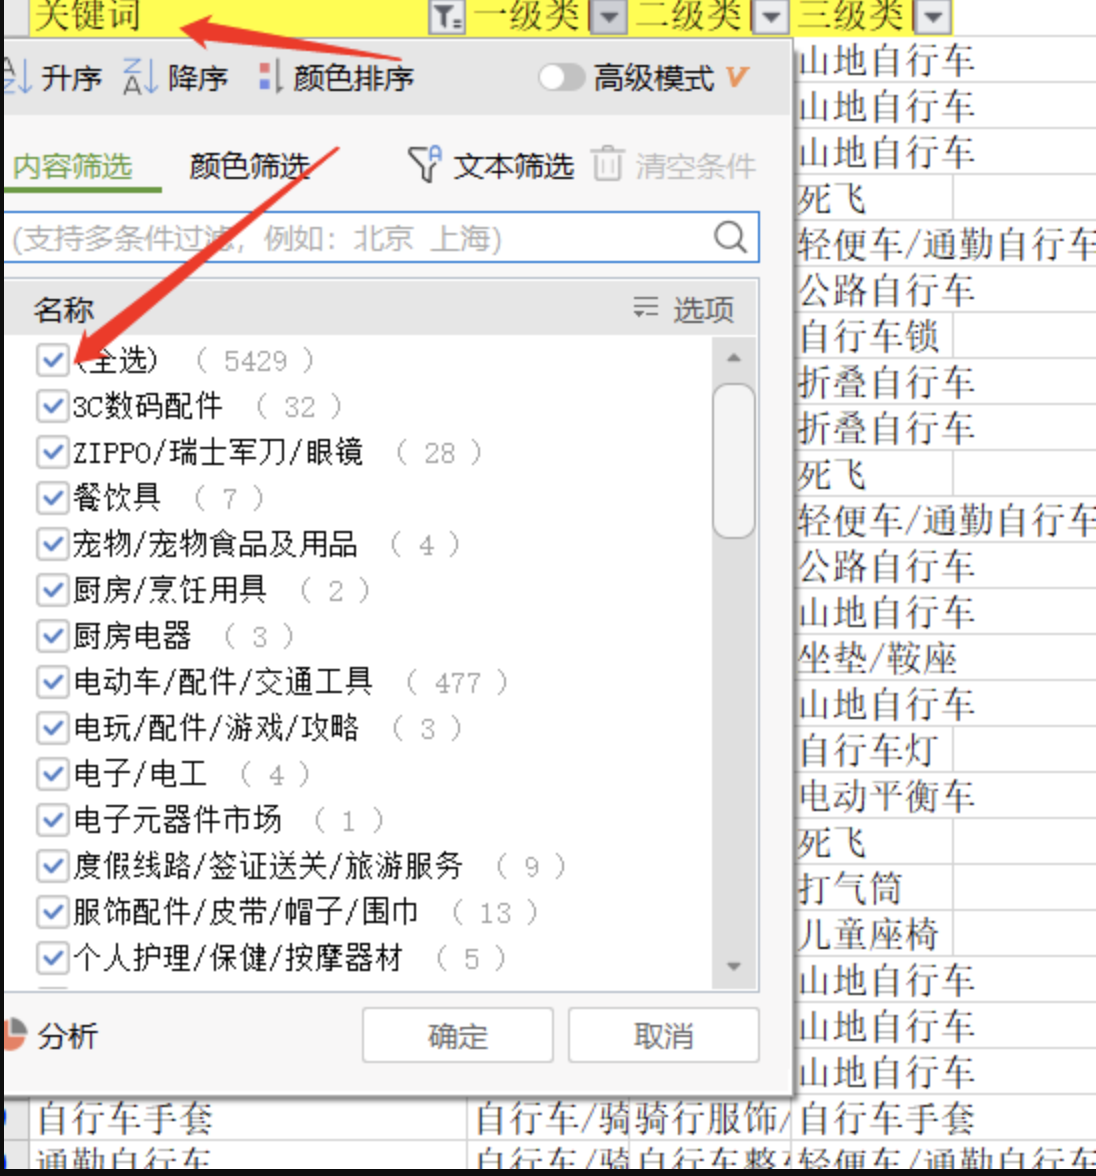 关键词 一级类 二级类 三级类
升序 降序 颜色排序 高级模式
内容筛选 颜色筛选 文本筛选 清空条件
(支持多条件过滤，例如：北京 上海)
名称 选项
(全选) ( 5429 )
3C数码配件 ( 32 )
ZIPPO/瑞士军刀/眼镜 ( 28 )
餐饮具 ( 7 )
宠物/宠物食品及用品 ( 4 )
厨房/烹饪用具 ( 2 )
厨房电器 ( 3 )
电动车/配件/交通工具 ( 477 )
电玩/配件/游戏/攻略 ( 3 )
电子/电工 ( 4 )
电子元器件市场 ( 1 )
度假线路/签证送关/旅游服务 ( 9 )
服饰配件/皮带/帽子/围巾 ( 13 )
个人护理/保健/按摩器材 ( 5 )
分析 确定 取消
山地自行车
山地自行车
山地自行车
死飞
轻便车/通勤自行车
公路自行车
自行车锁
折叠自行车
折叠自行车
死飞
轻便车/通勤自行车
公路自行车
山地自行车
坐垫/鞍座
山地自行车
自行车灯
电动平衡车
死飞
打气筒
儿童座椅
山地自行车
山地自行车
山地自行车
自行车手套 自行车/骑 骑行服饰/ 自行车手套
通勤自行车 自行车/骑 自行车整 轻便车/通勤自行车